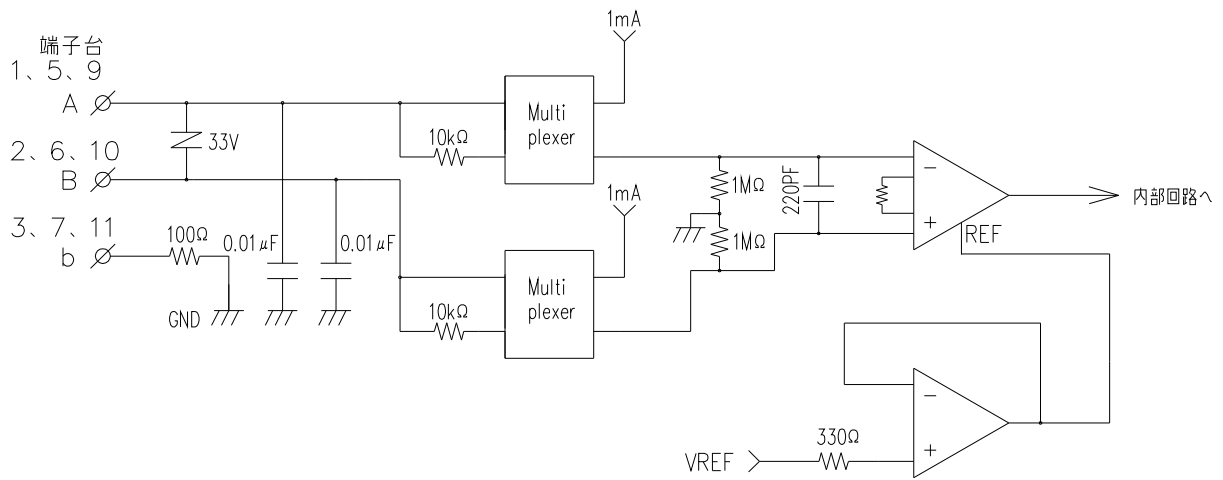 端子台
1、5、9
A
2、6、10
B
3、7、11
b
33V
100Ω
GND
0.01μF
0.01μF
10kΩ
10kΩ
Multi
plexer
1mA
Multi
plexer
1mA
1MΩ
1MΩ
220PF
−
+
REF
内部回路へ
−
+
330Ω
VREF